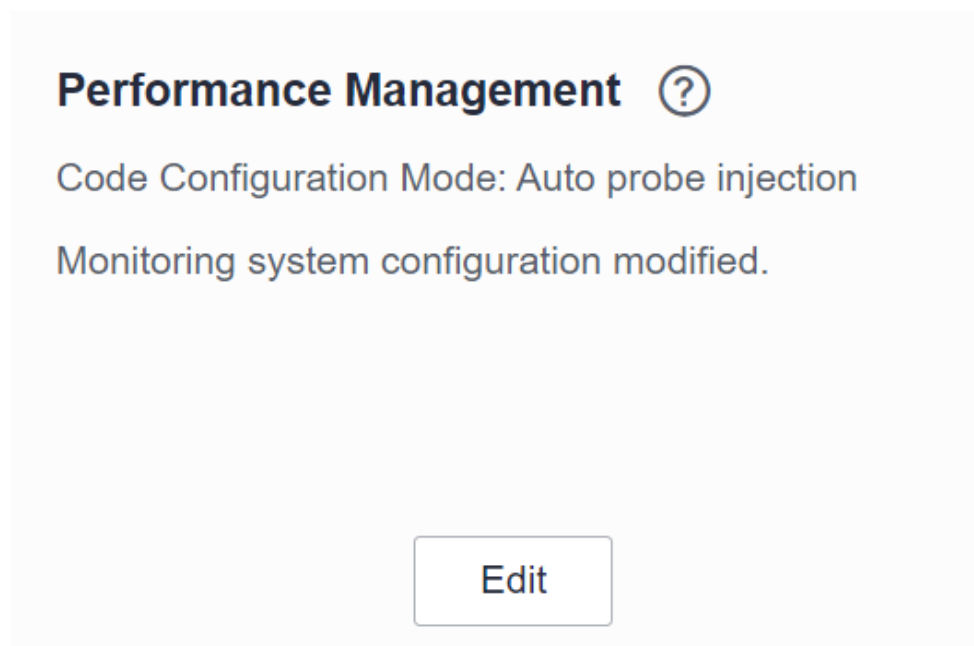 Performance Management ?
Code Configuration Mode: Auto probe injection
Monitoring system configuration modified.
Edit